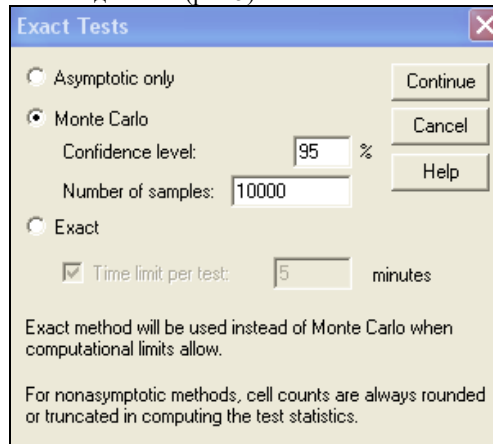 Exact Tests
Asymptotic only
Continue
Monte Carlo
Cancel
Confidence level: 95 %
Help
Number of samples: 10000
Exact
Time limit per test: 5 minutes
Exact method will be used instead of Monte Carlo when
computational limits allow.
For nonasymptotic methods, cell counts are always rounded
or truncated in computing the test statistics.